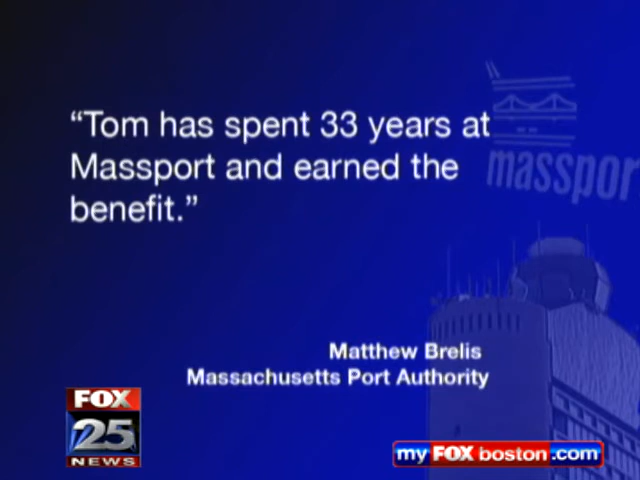 “Tom has spent 33 years at
Massport and earned the
benefit.”
masspor
Matthew Brelis
Massachusetts Port Authority
FOX
25
NEWS
myFOXboston.com